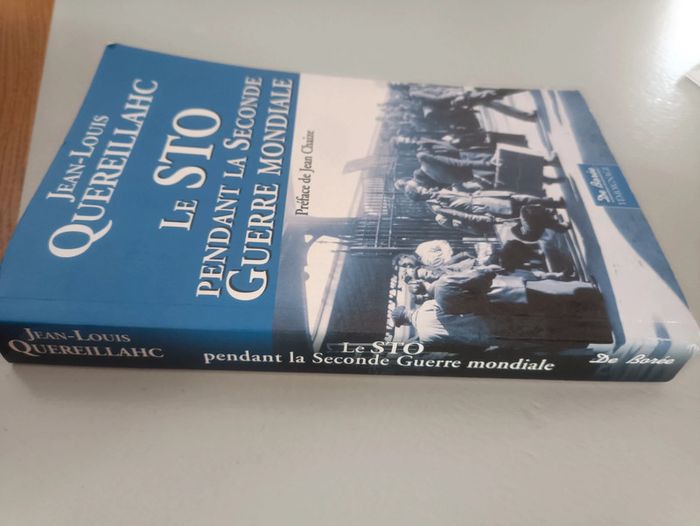 JEAN-LOUIS
QUEREILLAHC
LE STO
PENDANT LA SECONDE
GUERRE MONDIALE
Préface de Jean Chaize
De Borée
TÉMOIGNAGE
JEAN-LOUIS
QUEREILLAHC
Le STO
pendant la Seconde Guerre mondiale
De Borée